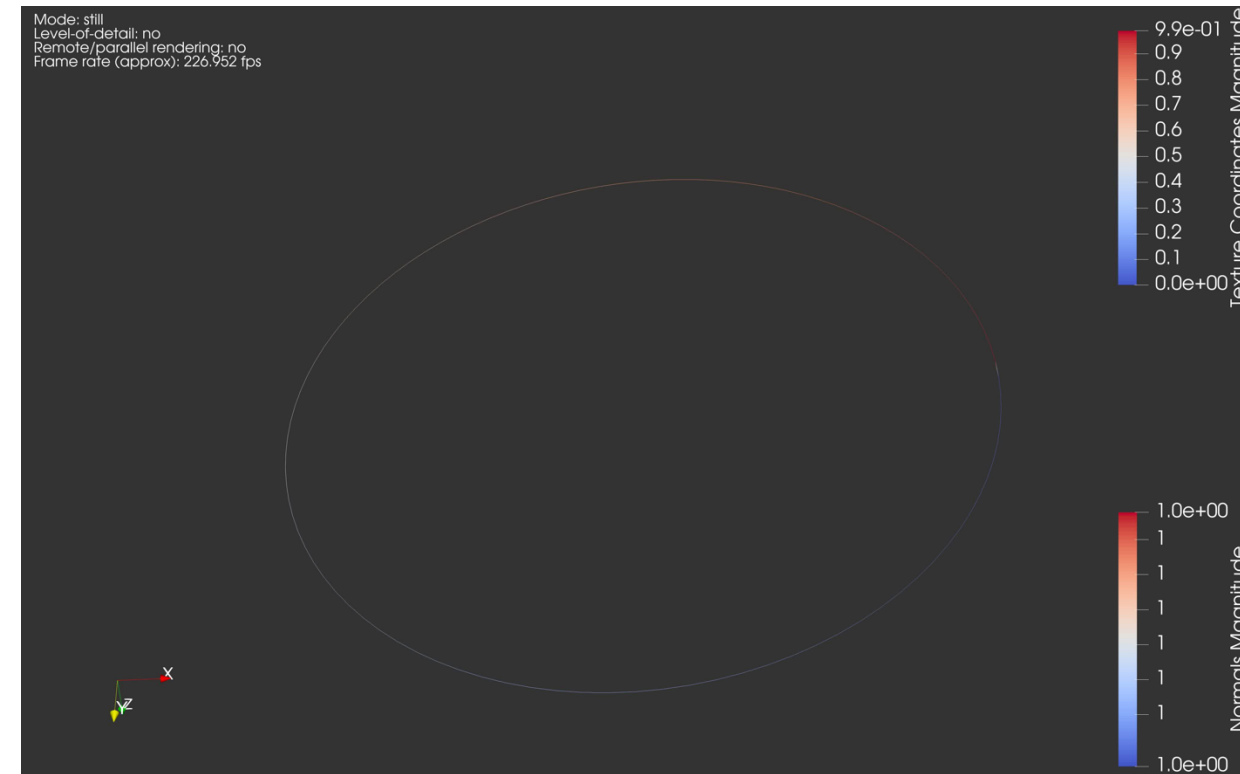 Mode: still
Level-of-detail: no
Remote/parallel rendering: no
Frame rate (approx): 226.952 fps
9.9e-01
0.9
0.8
0.7
0.6
0.5
0.4
0.3
0.2
0.1
0.0e+00
Texture Coordinates Magnitude
1.0e+00
1
1
1
1
1
1
1.0e+00
Normals Magnitude
X
Y
Z